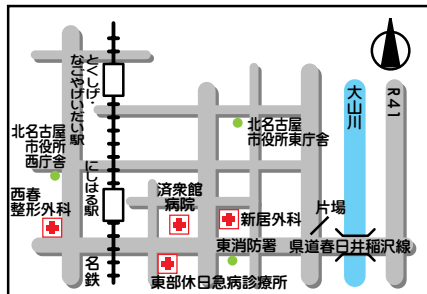 とくしげ・
なごやげいだい駅
大山川
R41
北名古屋
市役所
西庁舎
北名古屋
市役所東庁舎
にしはる駅
済衆館
病院
西春
整形外科
新居外科
片場
東消防署
県道春日井稲沢線
名鉄
東部休日急病診療所